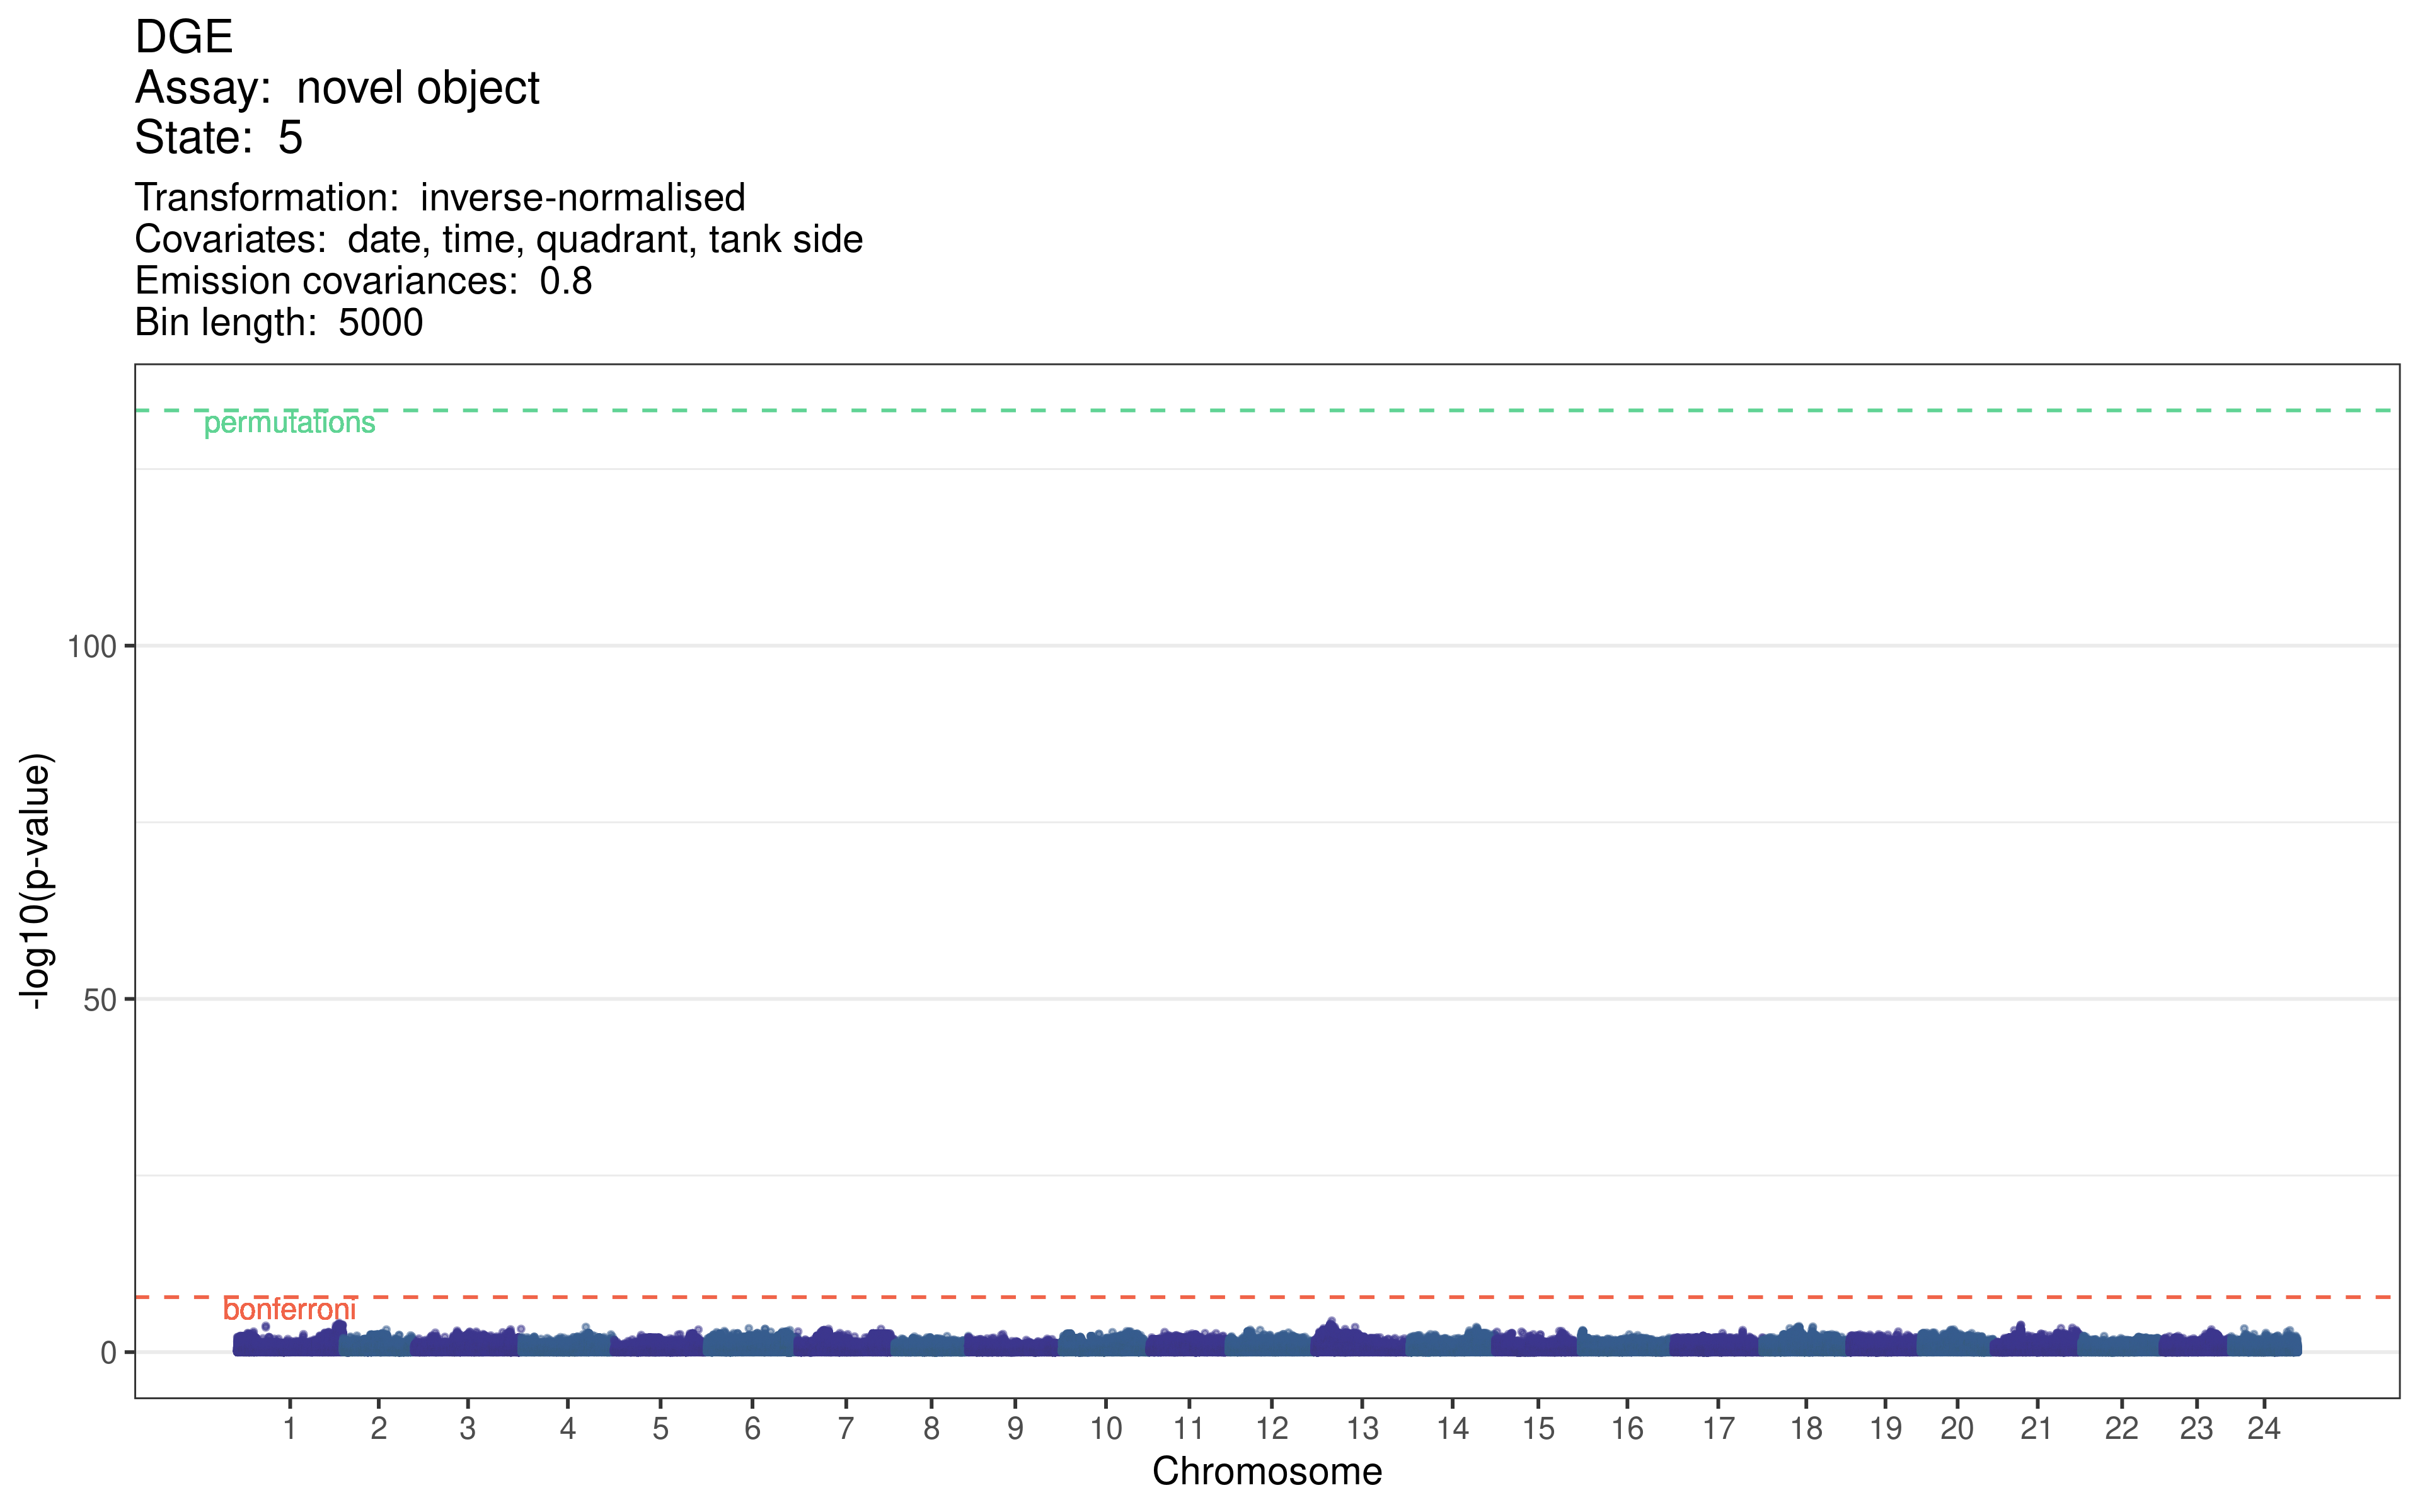 DGE
Assay:  novel object
State:  5
Transformation:  inverse-normalised
Covariates:  date, time, quadrant, tank side
Emission covariances:  0.8
Bin length:  5000
permutations
100
-log10(p-value)
50
bonferroni
0
1 2 3 4 5 6 7 8 9 10 11 12 13 14 15 16 17 18 19 20 21 22 23 24
Chromosome